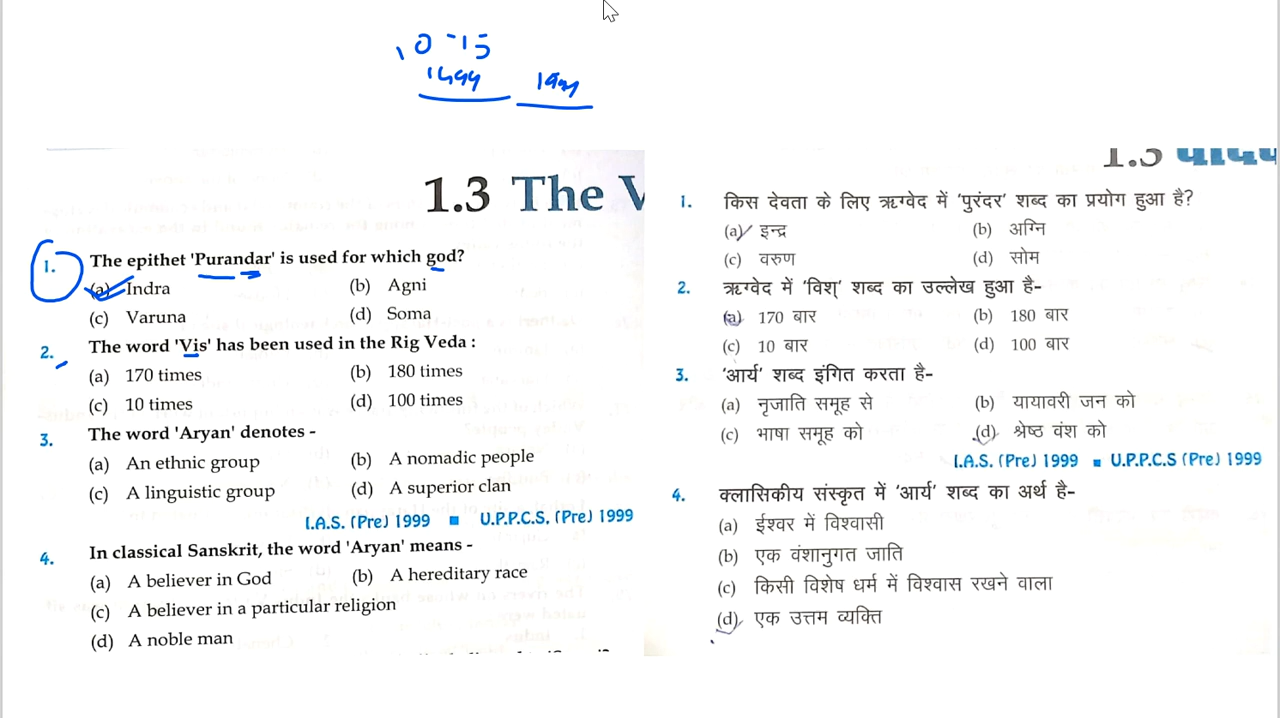 10-15
1.3 The V
1. The epithet 'Purandar' is used for which god?
(a) Indra (b) Agni
(c) Varuna (d) Soma
2. The word 'Vis' has been used in the Rig Veda :
(a) 170 times (b) 180 times
(c) 10 times (d) 100 times
3. The word 'Aryan' denotes -
(a) An ethnic group (b) A nomadic people
(c) A linguistic group (d) A superior clan
I.A.S. (Pre) 1999 ▪ U.P.P.C.S. (Pre) 1999
4. In classical Sanskrit, the word 'Aryan' means -
(a) A believer in God (b) A hereditary race
(c) A believer in a particular religion
(d) A noble man
1. किस देवता के लिए ऋग्वेद में 'पुरंदर' शब्द का प्रयोग हुआ है?
(a) इन्द्र (b) अग्नि
(c) वरुण (d) सोम
2. ऋग्वेद में 'विश्' शब्द का उल्लेख हुआ है-
(a) 170 बार (b) 180 बार
(c) 10 बार (d) 100 बार
3. 'आर्य' शब्द इंगित करता है-
(a) नृजाति समूह से (b) यायावरी जन को
(c) भाषा समूह को (d) श्रेष्ठ वंश को
I.A.S. (Pre) 1999 ▪ U.P.P.C.S (Pre) 1999
4. क्लासिकीय संस्कृत में 'आर्य' शब्द का अर्थ है-
(a) ईश्वर में विश्वासी
(b) एक वंशानुगत जाति
(c) किसी विशेष धर्म में विश्वास रखने वाला
(d) एक उत्तम व्यक्ति